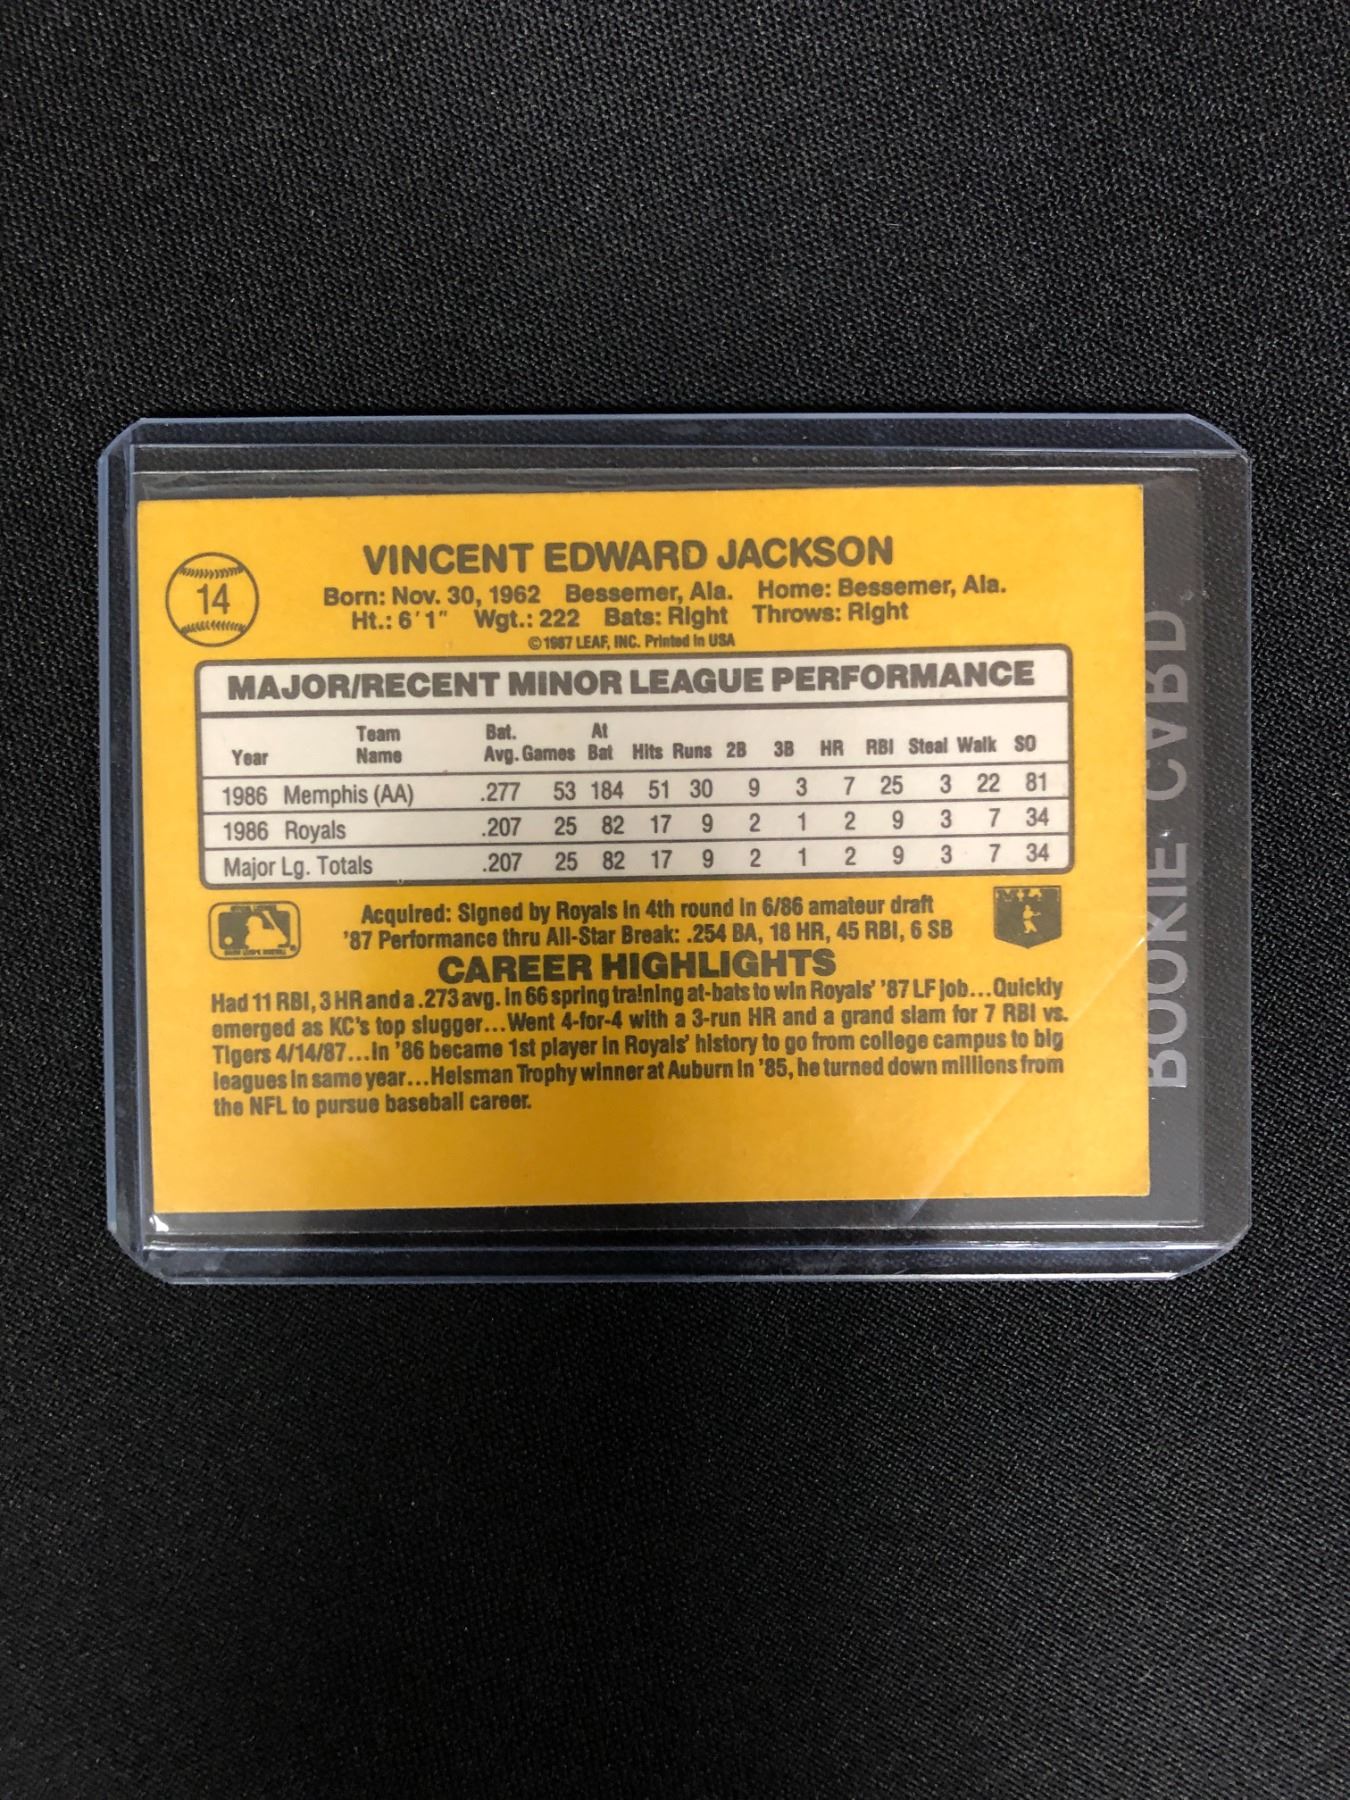 14
VINCENT EDWARD JACKSON
Born: Nov. 30, 1962 Bessemer, Ala. Home: Bessemer, Ala.
Ht.: 6'1" Wgt.: 222 Bats: Right Throws: Right
© 1987 LEAF, INC. Printed in USA
MAJOR/RECENT MINOR LEAGUE PERFORMANCE
Year Team Name Bat. Avg. Games At Bat Hits Runs 2B 3B HR RBI Steal Walk SO
1986 Memphis (AA) .277 53 184 51 30 9 3 7 25 3 22 81
1986 Royals .207 25 82 17 9 2 1 2 9 3 7 34
Major Lg. Totals .207 25 82 17 9 2 1 2 9 3 7 34
Acquired: Signed by Royals in 4th round in 6/86 amateur draft
'87 Performance thru All-Star Break: .254 BA, 18 HR, 45 RBI, 6 SB
CAREER HIGHLIGHTS
Had 11 RBI, 3 HR and a .273 avg. in 66 spring training at-bats to win Royals' '87 LF job...Quickly
emerged as KC's top slugger...Went 4-for-4 with a 3-run HR and a grand slam for 7 RBI vs.
Tigers 4/14/87...In '86 became 1st player in Royals' history to go from college campus to big
leagues in same year...Heisman Trophy winner at Auburn in '85, he turned down millions from
the NFL to pursue baseball career.
ROOKIE CARD